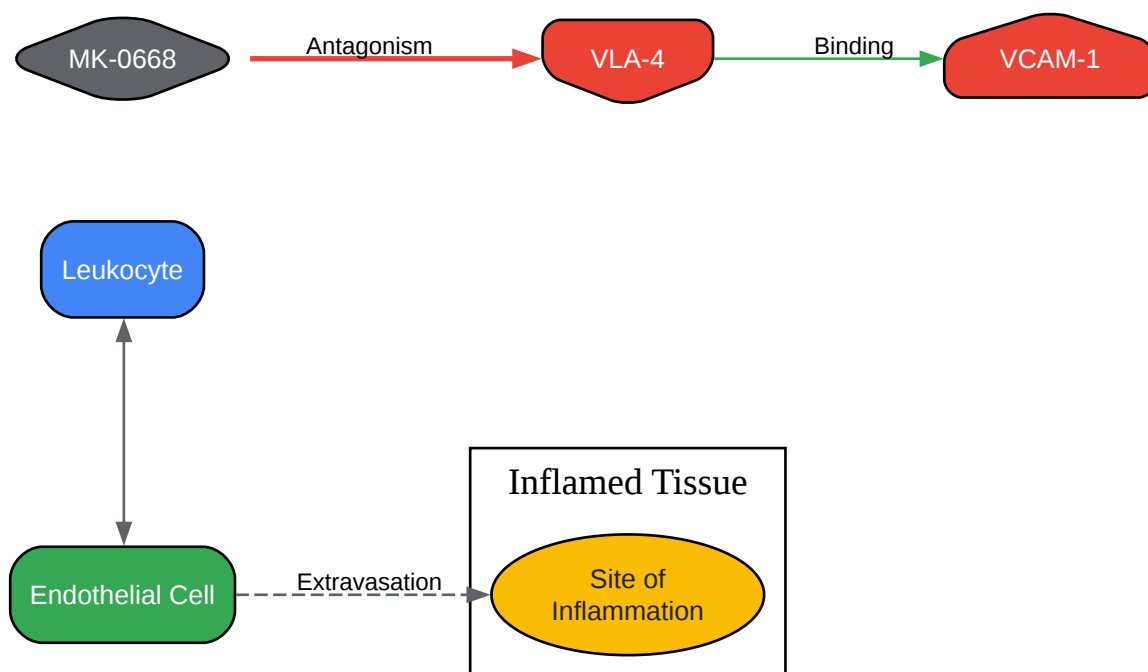 MK-0668
Antagonism
VLA-4
Binding
VCAM-1
Leukocyte
Inflamed Tissue
Endothelial Cell
Extravasation
Site of
Inflammation